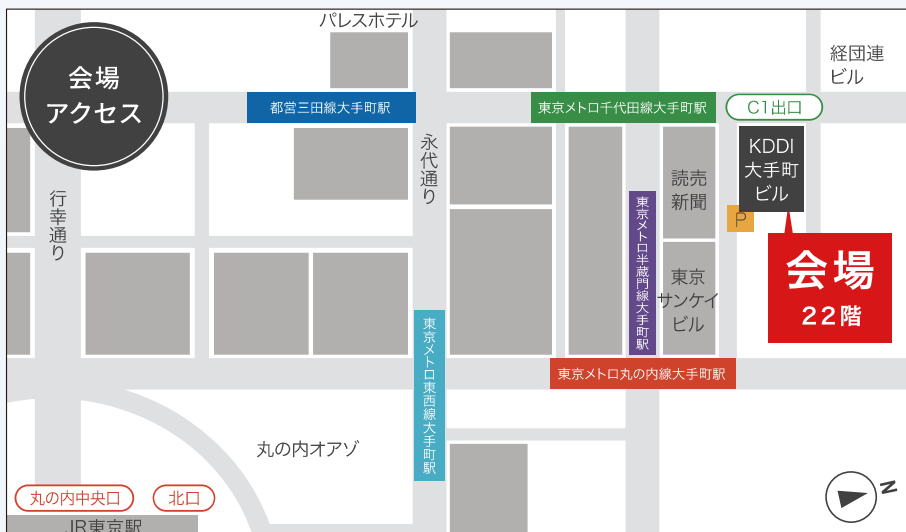 パレスホテル
会場
アクセス
経団連
ビル
都営三田線大手町駅
東京メトロ千代田線大手町駅
C1出口
永代通り
KDDI
大手町
ビル
読売
新聞
行幸通り
東京メトロ半蔵門線大手町駅
P
会場
22階
東京
サンケイ
ビル
東京メトロ東西線大手町駅
東京メトロ丸の内線大手町駅
丸の内オアゾ
丸の内中央口
北口
N
JR東京駅